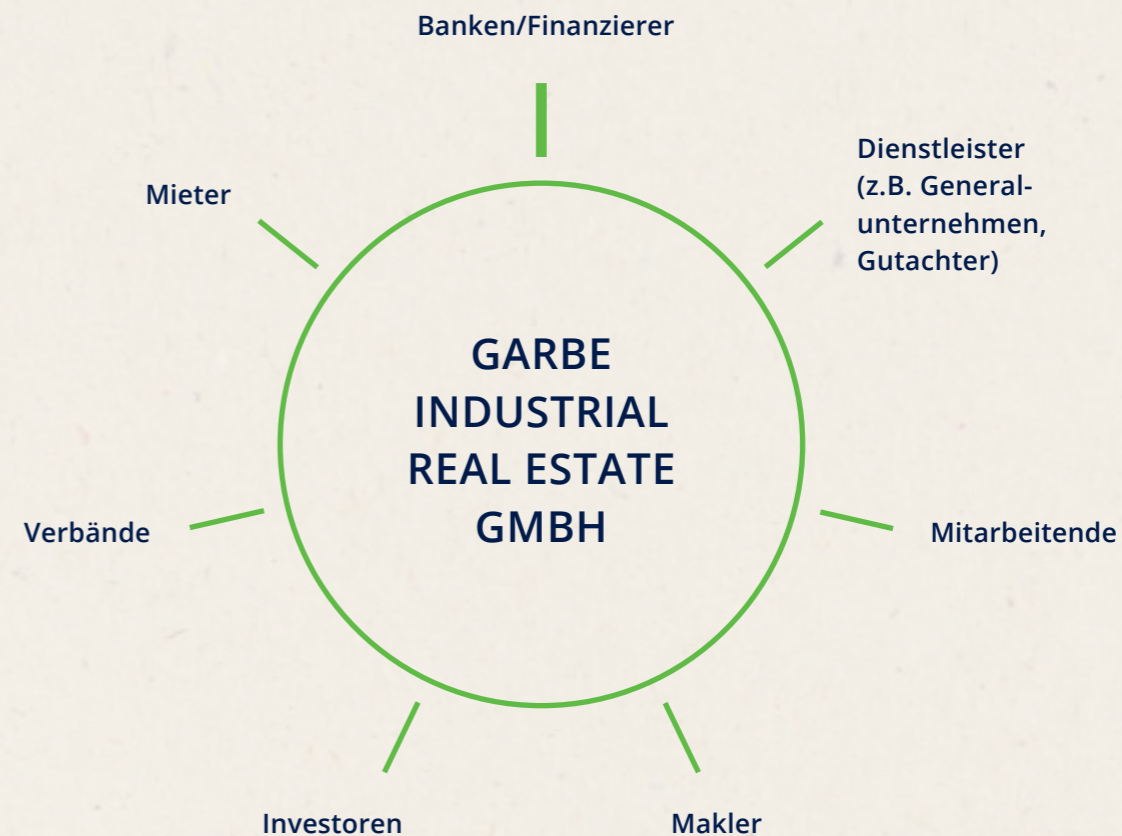 Banken/Finanzierer
Dienstleister
(z.B. General-
unternehmen,
Gutachter)
Mieter
GARBE
INDUSTRIAL
REAL ESTATE
GMBH
Verbände
Mitarbeitende
Investoren
Makler